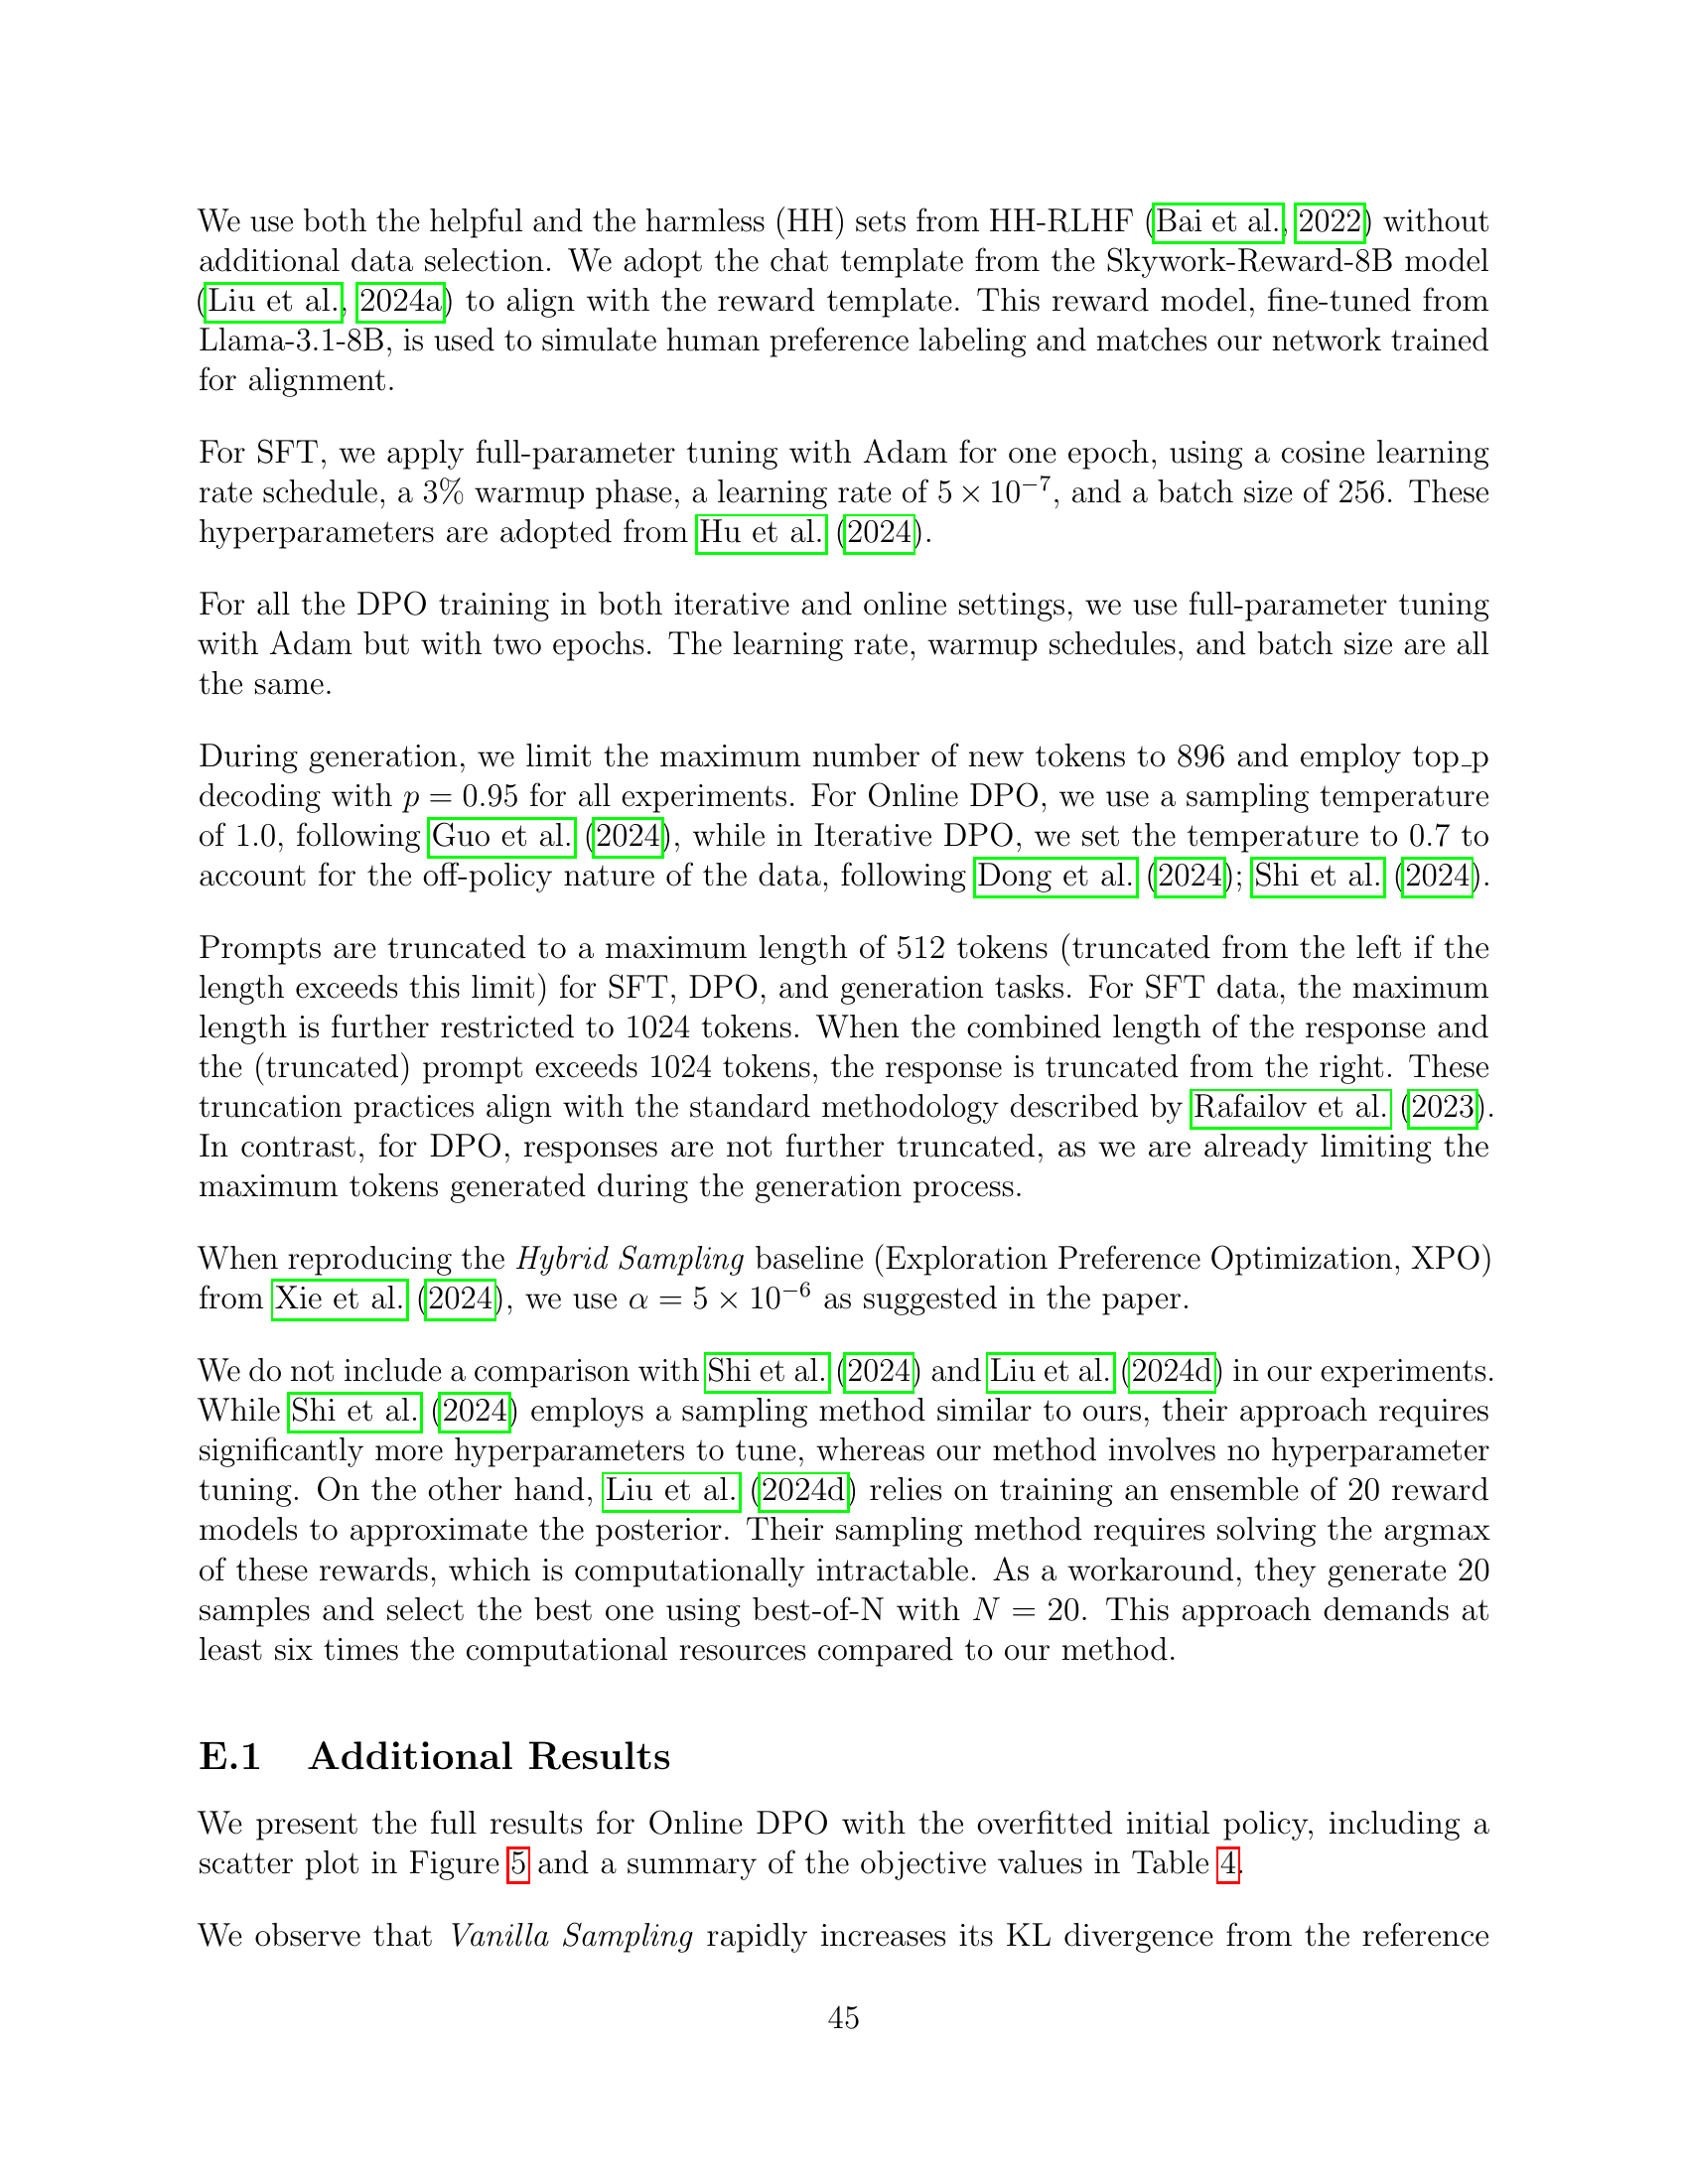 We use both the helpful and the harmless (HH) sets from HH-RLHF (Bai et al., 2022) without
additional data selection. We adopt the chat template from the Skywork-Reward-8B model
(Liu et al., 2024a) to align with the reward template. This reward model, fine-tuned from
Llama-3.1-8B, is used to simulate human preference labeling and matches our network trained
for alignment.
For SFT, we apply full-parameter tuning with Adam for one epoch, using a cosine learning
rate schedule, a 3% warmup phase, a learning rate of 5 × 10⁻⁷, and a batch size of 256. These
hyperparameters are adopted from Hu et al. (2024).
For all the DPO training in both iterative and online settings, we use full-parameter tuning
with Adam but with two epochs. The learning rate, warmup schedules, and batch size are all
the same.
During generation, we limit the maximum number of new tokens to 896 and employ top_p
decoding with p = 0.95 for all experiments. For Online DPO, we use a sampling temperature
of 1.0, following Guo et al. (2024), while in Iterative DPO, we set the temperature to 0.7 to
account for the off-policy nature of the data, following Dong et al. (2024); Shi et al. (2024).
Prompts are truncated to a maximum length of 512 tokens (truncated from the left if the
length exceeds this limit) for SFT, DPO, and generation tasks. For SFT data, the maximum
length is further restricted to 1024 tokens. When the combined length of the response and
the (truncated) prompt exceeds 1024 tokens, the response is truncated from the right. These
truncation practices align with the standard methodology described by Rafailov et al. (2023).
In contrast, for DPO, responses are not further truncated, as we are already limiting the
maximum tokens generated during the generation process.
When reproducing the Hybrid Sampling baseline (Exploration Preference Optimization, XPO)
from Xie et al. (2024), we use α = 5 × 10⁻⁶ as suggested in the paper.
We do not include a comparison with Shi et al. (2024) and Liu et al. (2024d) in our experiments.
While Shi et al. (2024) employs a sampling method similar to ours, their approach requires
significantly more hyperparameters to tune, whereas our method involves no hyperparameter
tuning. On the other hand, Liu et al. (2024d) relies on training an ensemble of 20 reward
models to approximate the posterior. Their sampling method requires solving the argmax
of these rewards, which is computationally intractable. As a workaround, they generate 20
samples and select the best one using best-of-N with N = 20. This approach demands at
least six times the computational resources compared to our method.
E.1 Additional Results
We present the full results for Online DPO with the overfitted initial policy, including a
scatter plot in Figure 5 and a summary of the objective values in Table 4.
We observe that Vanilla Sampling rapidly increases its KL divergence from the reference
45